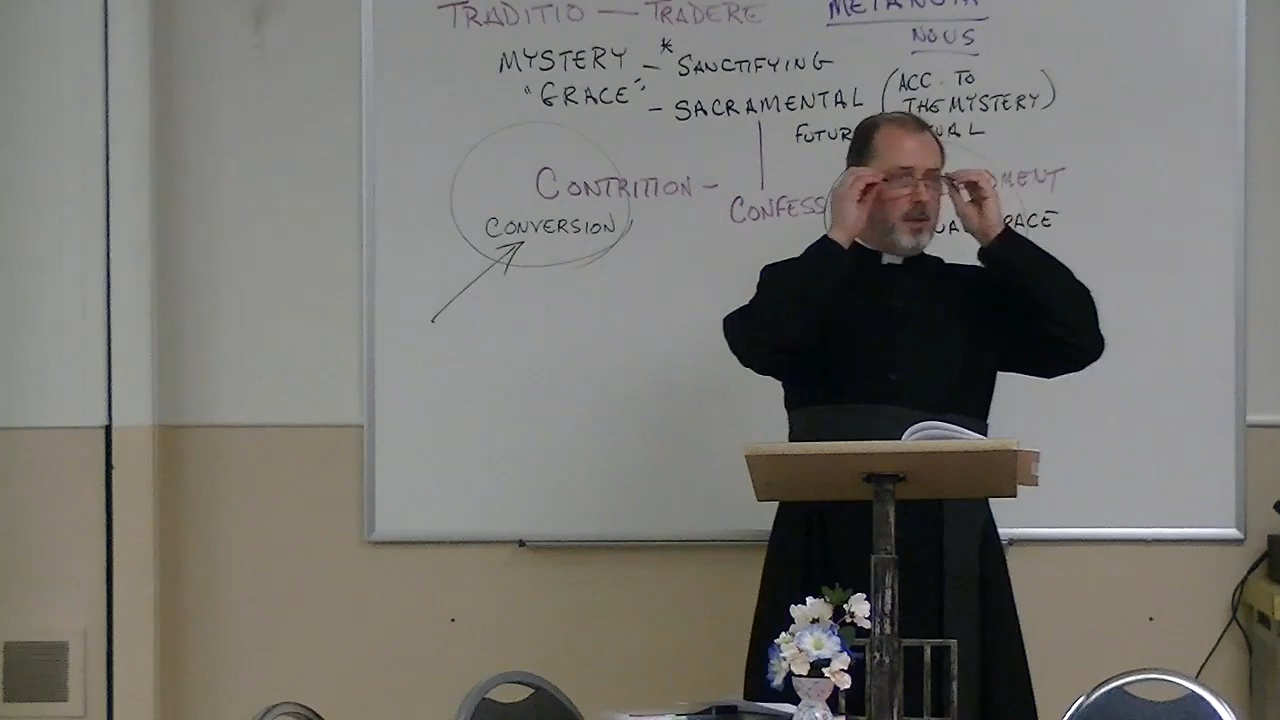 TRADITIO — TRADERE
METANOIA
NOUS
MYSTERY - * SANCTIFYING
"GRACE" - SACRAMENTAL (ACC. TO
THE MYSTERY)
CONTRITION -
CONVERSION